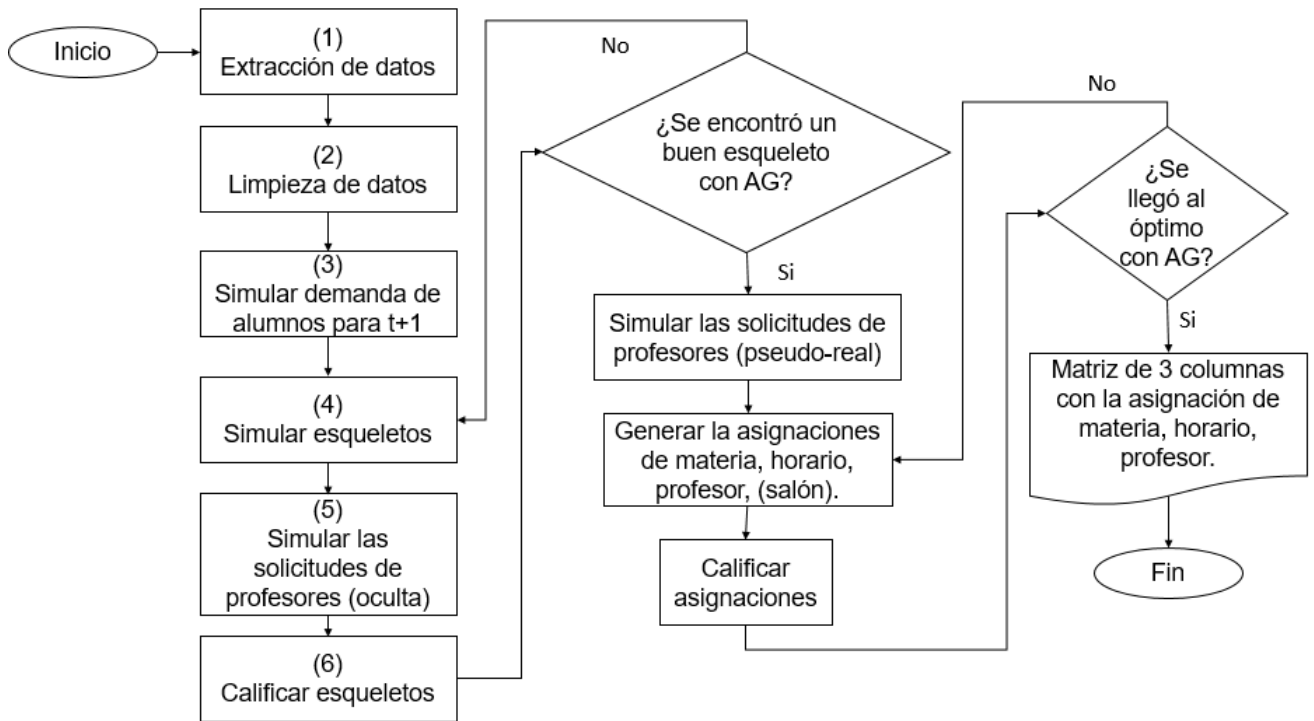 Inicio
(1)
Extracción de datos
(2)
Limpieza de datos
(3)
Simular demanda de
alumnos para t+1
(4)
Simular esqueletos
(5)
Simular las
solicitudes de
profesores (oculta)
(6)
Calificar esqueletos
No
¿Se encontró un
buen esqueleto
con AG?
Si
Simular las solicitudes de
profesores (pseudo-real)
Generar la asignaciones
de materia, horario,
profesor, (salón).
Calificar
asignaciones
No
¿Se
llegó al
óptimo
con AG?
Si
Matriz de 3 columnas
con la asignación de
materia, horario,
profesor.
Fin